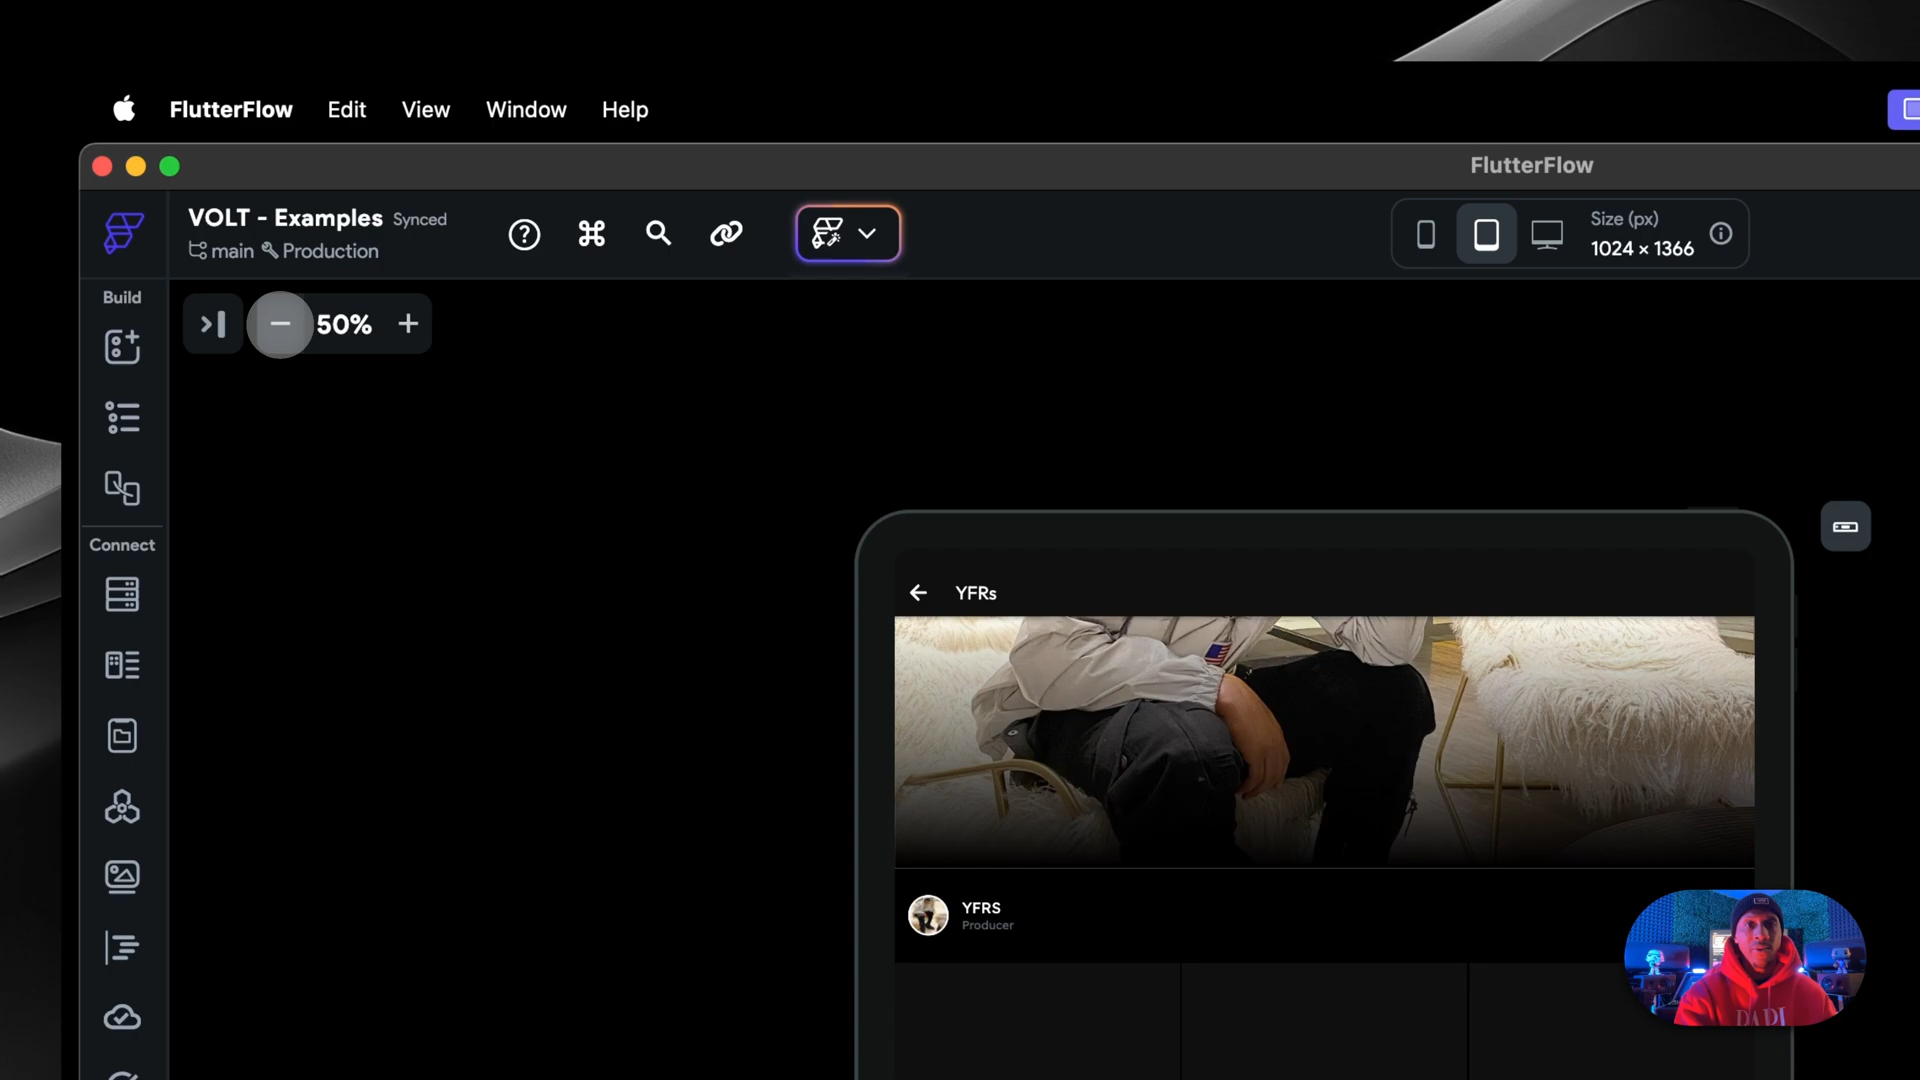 FlutterFlow Edit View Window Help
FlutterFlow
VOLT - Examples Synced
main Production
Size (px)
1024 × 1366
Build
50%
Connect
YFRs
YFRS
Producer